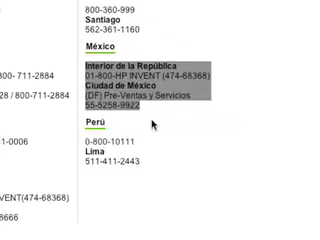 800-360-999
Santiago
562-361-1160
México
Interior de la República
01-800-HP INVENT (474-68368)
Ciudad de México
(DF) Pre-Ventas y Servicios
55-5258-9922
Perú
0-800-10111
Lima
511-411-2443
800- 711-2884
28 / 800-711-2884
1-0006
VENT(474-68368)
8666